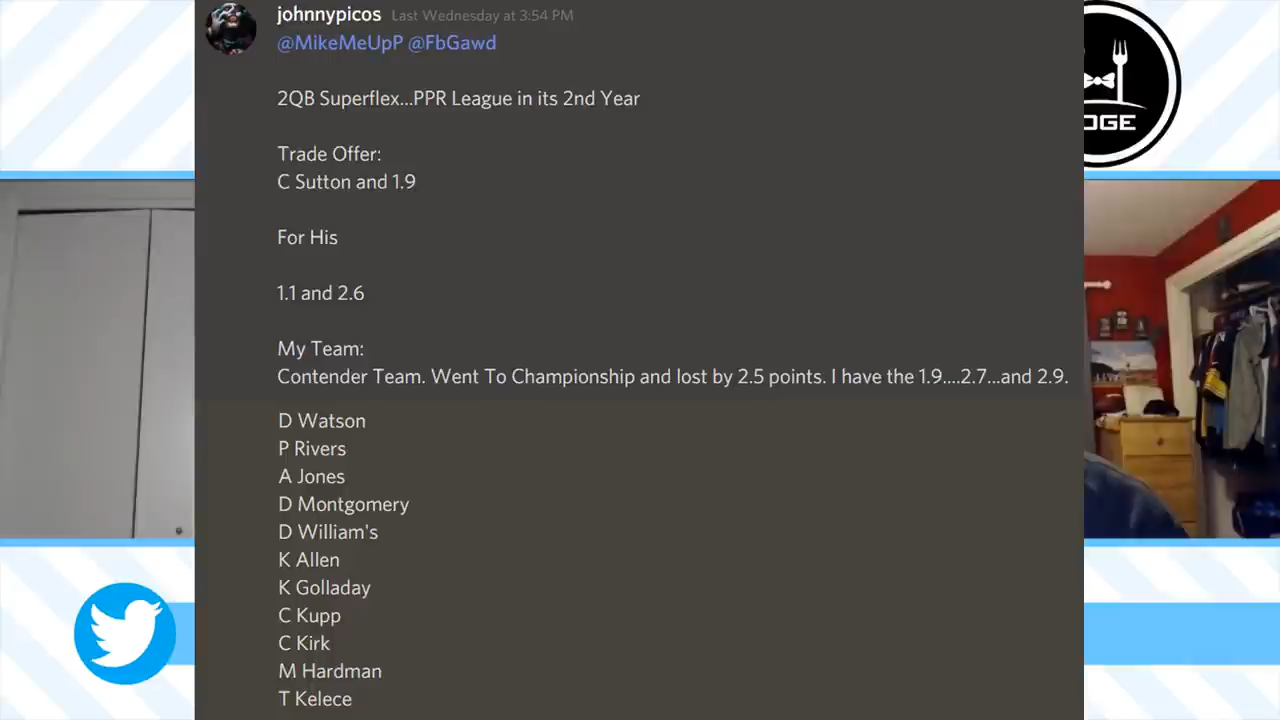 johnnypicos Last Wednesday at 3:54 PM
@MikeMeUpP @FbGawd
2QB Superflex...PPR League in its 2nd Year
Trade Offer:
C Sutton and 1.9
For His
1.1 and 2.6
My Team:
Contender Team. Went To Championship and lost by 2.5 points. I have the 1.9....2.7...and 2.9.
D Watson
P Rivers
A Jones
D Montgomery
D William's
K Allen
K Golladay
C Kupp
C Kirk
M Hardman
T Kelece